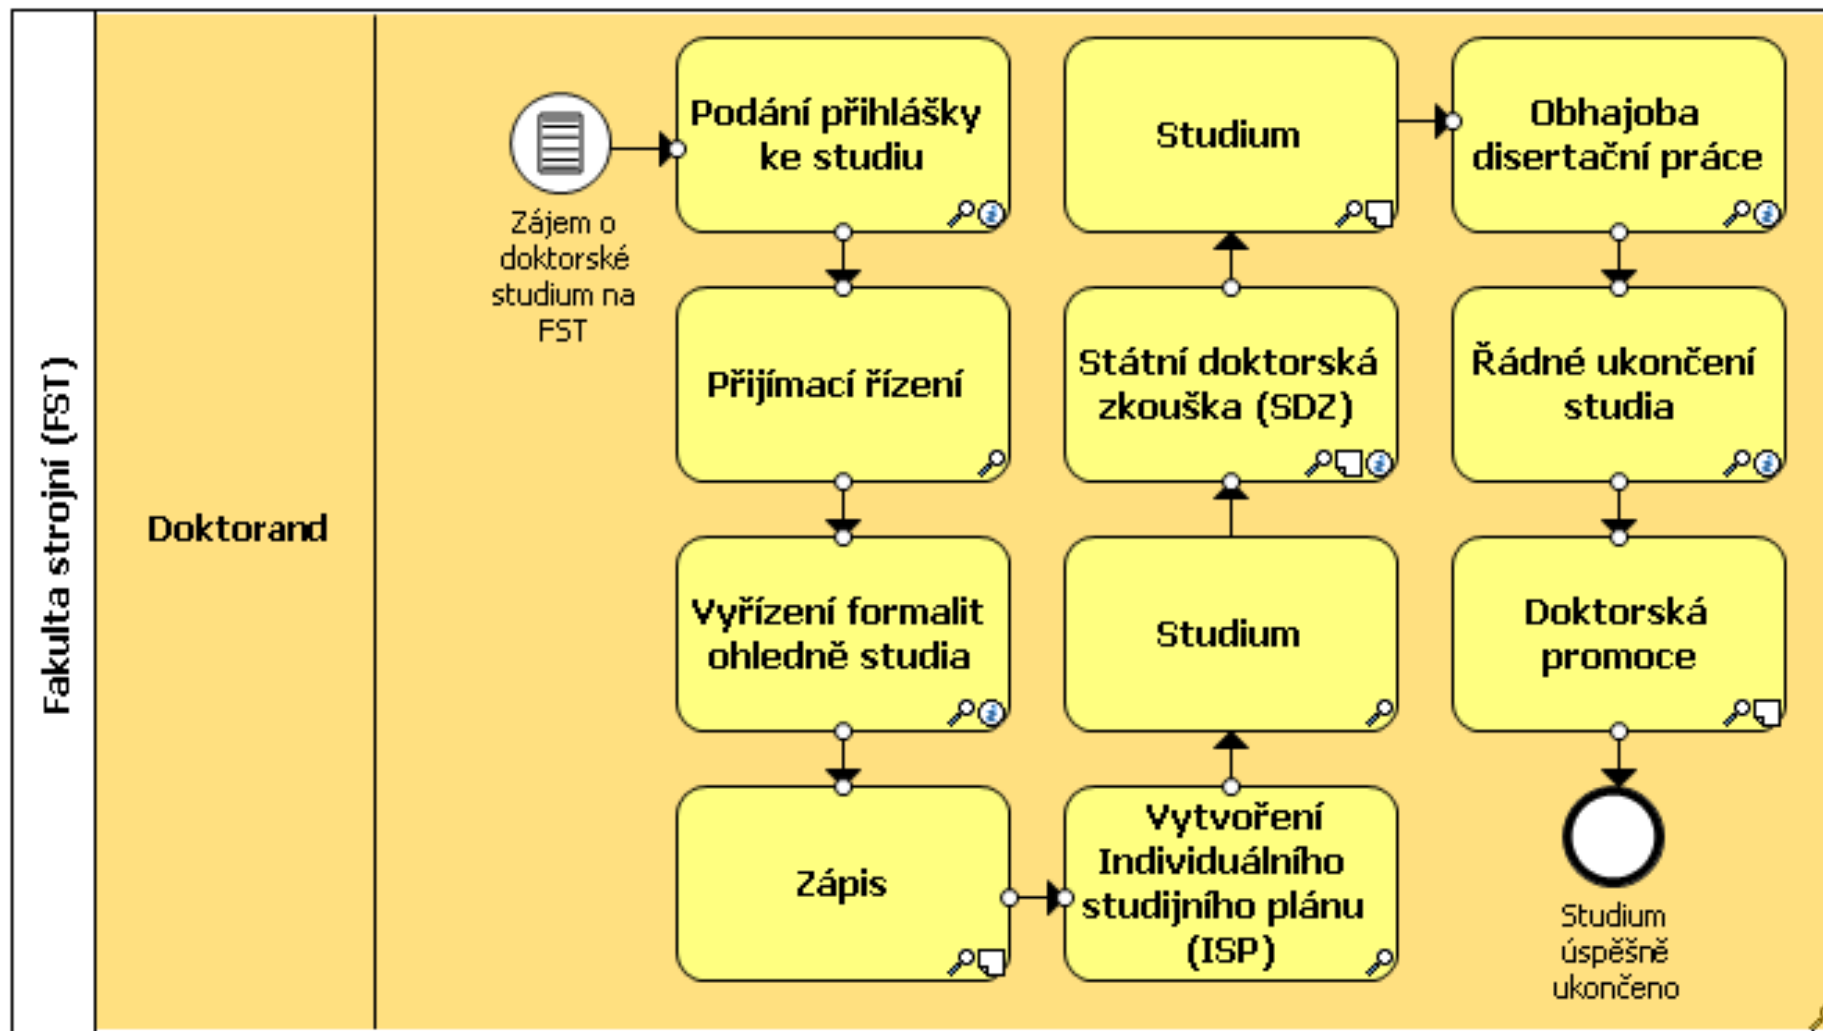 Fakulta strojní (FST)
Doktorand
Zájem o
doktorské
studium na
FST
Podání přihlášky
ke studiu
Přijímací řízení
Vyřízení formalit
ohledně studia
Zápis
Vytvoření
Individuálního
studijního plánu
(ISP)
Studium
Státní doktorská
zkouška (SDZ)
Studium
Obhajoba
disertační práce
Řádné ukončení
studia
Doktorská
promoce
Studium
úspěšně
ukončeno